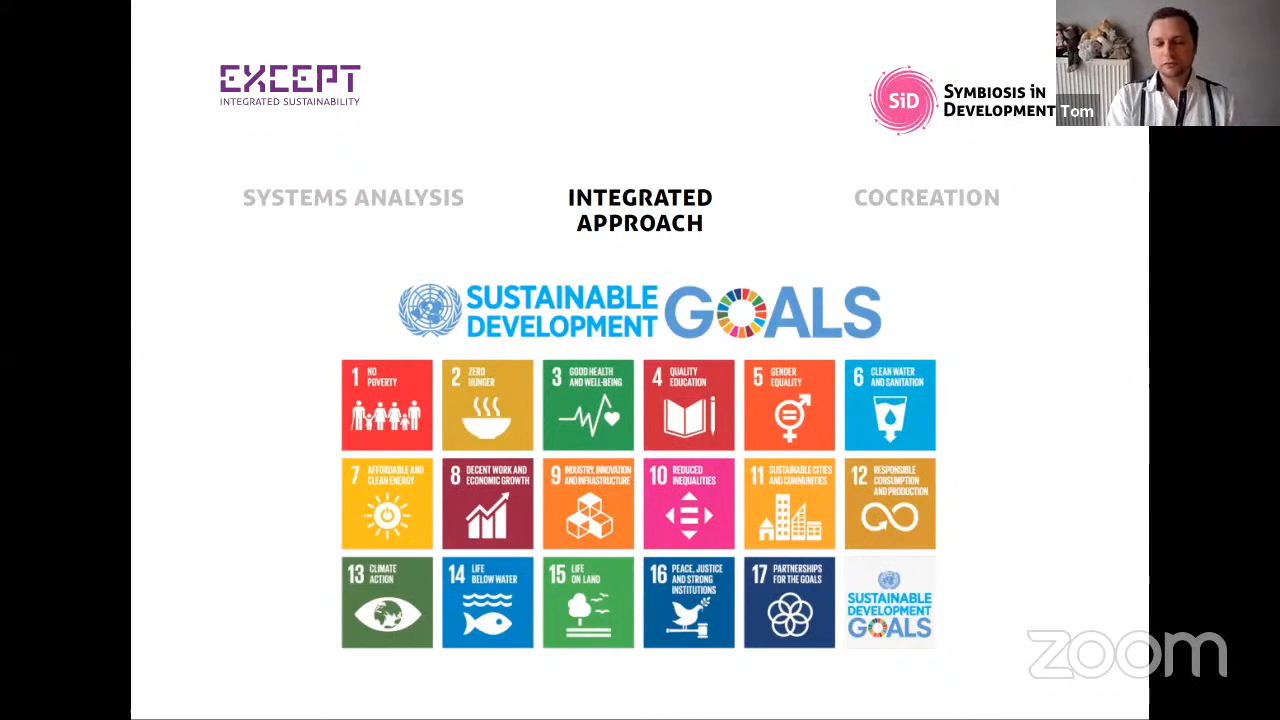 EXCEPT
INTEGRATED SUSTAINABILITY
SiD
SYMBIOSIS iN
DEVELOPMENT
Tom
SYSTEMS ANALYSIS
INTEGRATED
APPROACH
COCREATION
SUSTAINABLE
DEVELOPMENT
GOALS
1 NO
POVERTY
2 ZERO
HUNGER
3 GOOD HEALTH
AND WELL-BEING
4 QUALITY
EDUCATION
5 GENDER
EQUALITY
6 CLEAN WATER
AND SANITATION
7 AFFORDABLE AND
CLEAN ENERGY
8 DECENT WORK AND
ECONOMIC GROWTH
9 INDUSTRY, INNOVATION
AND INFRASTRUCTURE
10 REDUCED
INEQUALITIES
11 SUSTAINABLE CITIES
AND COMMUNITIES
12 RESPONSIBLE
CONSUMPTION
AND PRODUCTION
13 CLIMATE
ACTION
14 LIFE
BELOW WATER
15 LIFE
ON LAND
16 PEACE, JUSTICE
AND STRONG
INSTITUTIONS
17 PARTNERSHIPS
FOR THE GOALS
SUSTAINABLE
DEVELOPMENT
GOALS
zoom